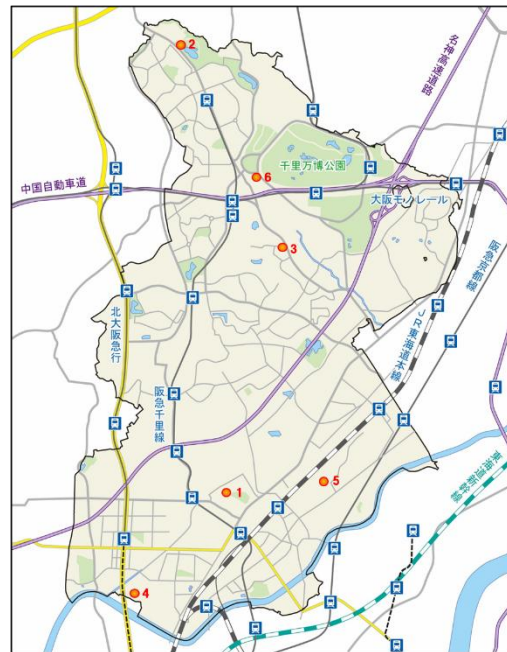 2
名神高速道路
千里万博公園
6
中国自動車道
大阪モノレール
3
阪急京都線
北大阪急行
JR東海道本線
阪急千里線
東海道新幹線
5
1
4